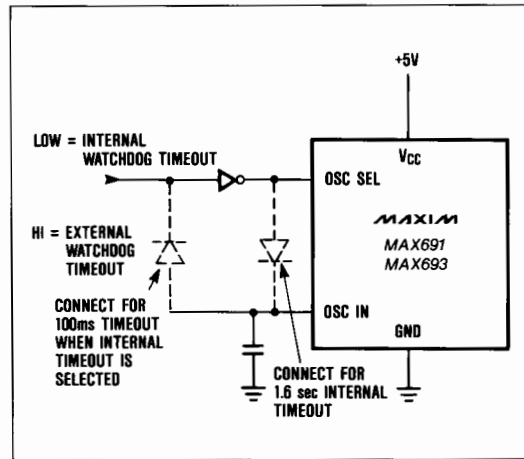 +5V
LOW = INTERNAL
WATCHDOG TIMEOUT
VCC
OSC SEL
HI = EXTERNAL
WATCHDOG
TIMEOUT
MAXIM
MAX691
MAX693
CONNECT FOR
100ms TIMEOUT
WHEN INTERNAL
TIMEOUT IS
SELECTED
OSC IN
GND
CONNECT FOR
1.6 sec INTERNAL
TIMEOUT